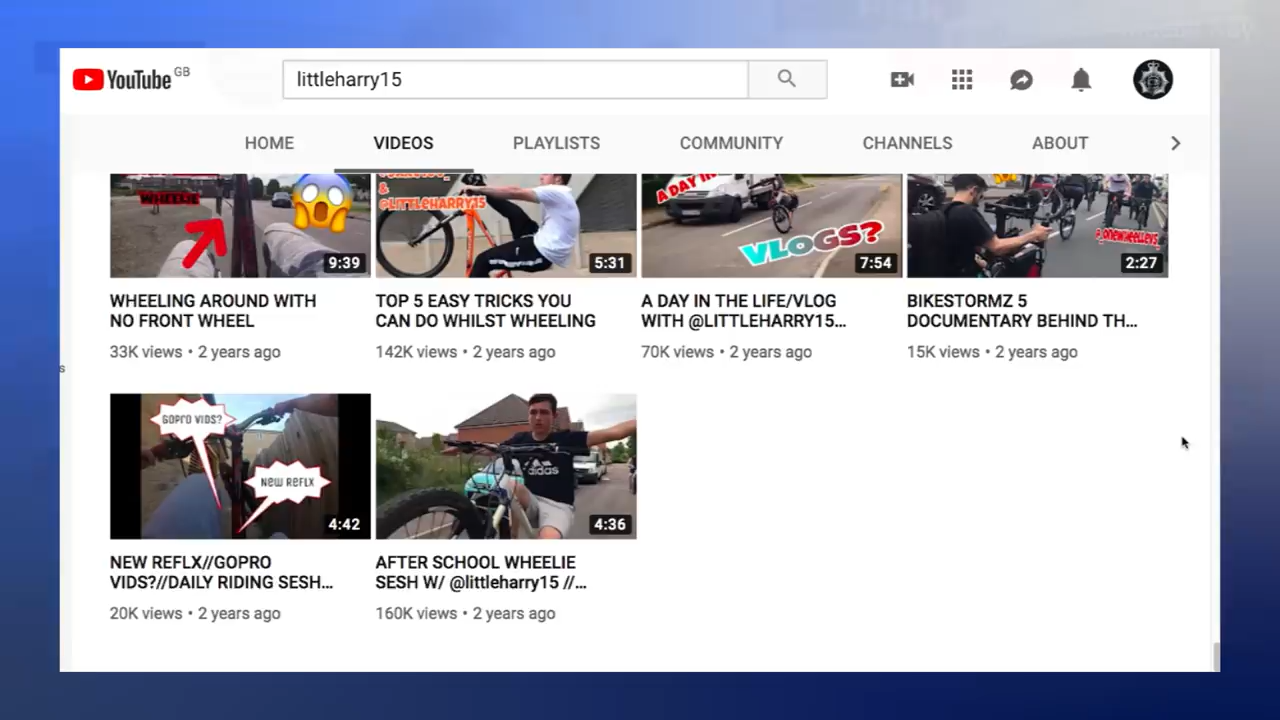 YouTube GB
littleharry15
HOME VIDEOS PLAYLISTS COMMUNITY CHANNELS ABOUT
WHEELIE
9:39
&
@LITTLEHARRY15
5:31
A DAY IN
VLOGS?
7:54
@_ONEWHEELLEVS_
2:27
WHEELING AROUND WITH
NO FRONT WHEEL
33K views • 2 years ago
TOP 5 EASY TRICKS YOU
CAN DO WHILST WHEELING
142K views • 2 years ago
A DAY IN THE LIFE/VLOG
WITH @LITTLEHARRY15...
70K views • 2 years ago
BIKESTORMZ 5
DOCUMENTARY BEHIND TH...
15K views • 2 years ago
GOPRO VIDS?
NEW REFLX
4:42
adidas
4:36
NEW REFLX//GOPRO
VIDS?//DAILY RIDING SESH...
20K views • 2 years ago
AFTER SCHOOL WHEELIE
SESH W/ @littleharry15 //...
160K views • 2 years ago